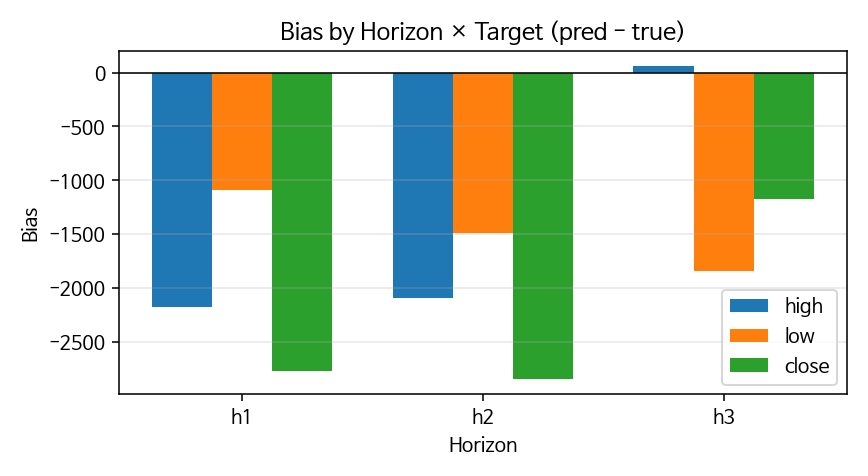 Bias by Horizon × Target (pred − true)
0
−500
−1000
−1500
−2000
−2500
Bias
h1
h2
h3
Horizon
high
low
close